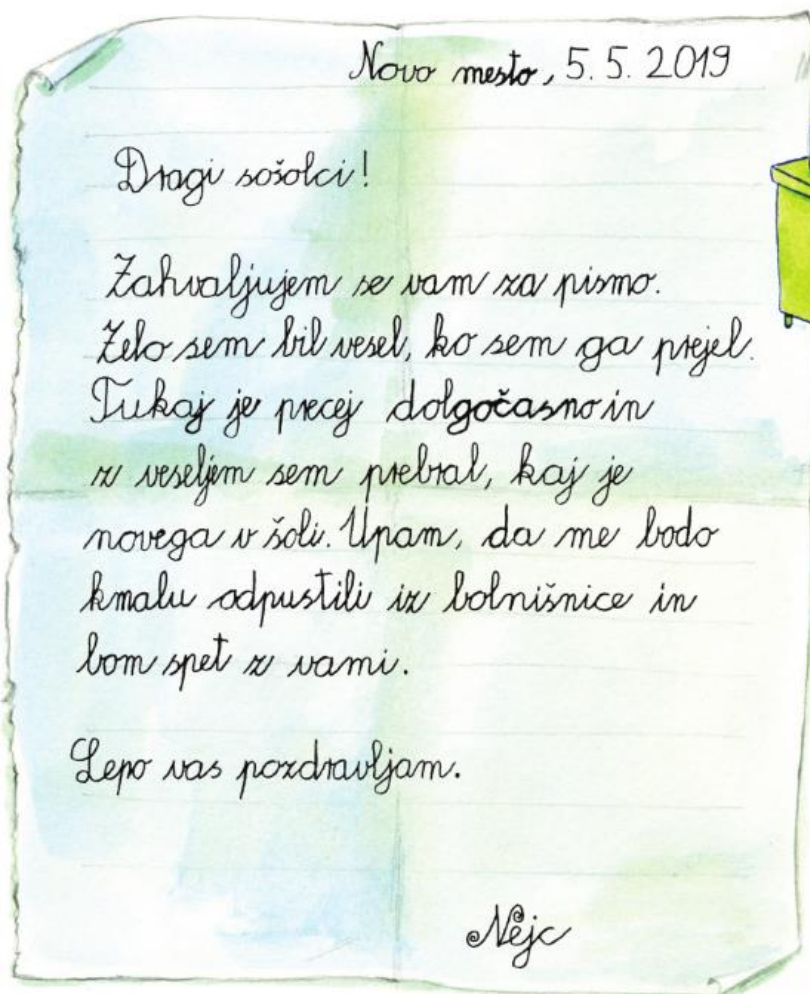 Novo mesto, 5. 5. 2019
Dragi sošolci!
Zahvaljujem se vam za pismo.
Zelo sem bil vesel, ko sem ga prejel.
Tukaj je precej dolgočasno in
z veseljem sem prebral, kaj je
novega v šoli. Upam, da me bodo
kmalu odpustili iz bolnišnice in
bom spet z vami.
Lepo vas pozdravljam.
Nejc